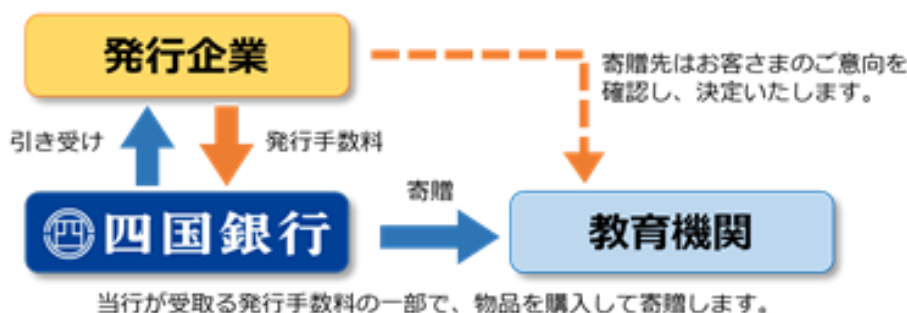 発行企業
寄贈先はお客さまのご意向を
確認し、決定いたします。
引き受け
発行手数料
四国銀行
寄贈
教育機関
当行が受取る発行手数料の一部で、物品を購入して寄贈します。